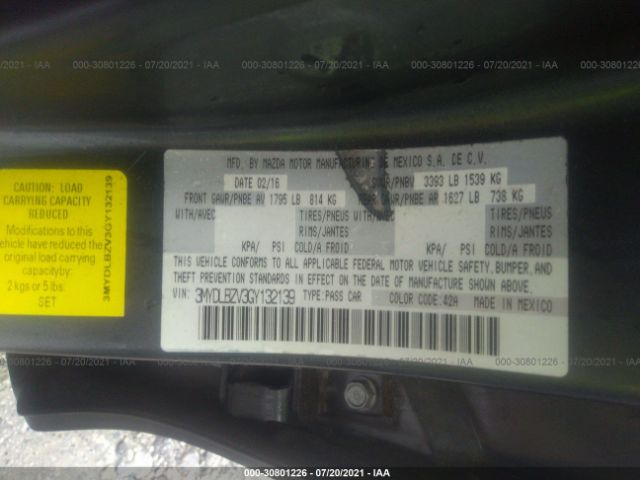 000-30801226 - 07/20/2021 - IAA
CAUTION: LOAD
CARRYING CAPACITY
REDUCED
Modifications to this
vehicle have reduced the
original load carrying
capacity by:
2 kgs or 5 lbs.
SET
3MYDLBZV3GY132139
MFD. BY MAZDA MOTOR MANUFACTURING DE MEXICO S.A. DE C.V.
DATE 02/16 GVWR/PNBV 3393 LB 1539 KG
FRONT GAWR/PNBE AV 1795 LB 814 KG REAR GAWR/PNBE AR 1627 LB 738 KG
WITH/AVEC TIRES/PNEUS WITH/AVEC TIRES/PNEUS
RIMS/JANTES RIMS/JANTES
KPA/ PSI COLD/A FROID KPA/ PSI COLD/A FROID
THIS VEHICLE CONFORMS TO ALL APPLICABLE FEDERAL MOTOR VEHICLE SAFETY, BUMPER, AND
THEFT PREVENTION STANDARDS IN EFFECT ON THE DATE OF MANUFACTURE SHOWN ABOVE.
VIN: 3MYDLBZV3GY132139 TYPE: PASS CAR COLOR CODE: 42A MADE IN MEXICO
000-30801226 - 07/20/2021 - IAA
000-30801226 - 07/20/2021 - IAA